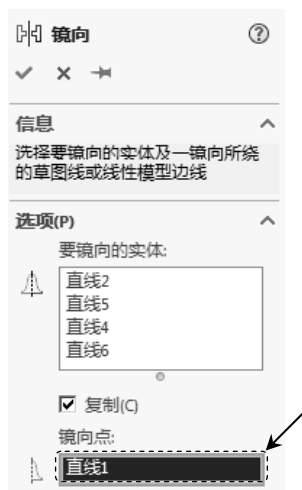 镜向
信息
选择要镜向的实体及一镜向所绕
的草图线或线性模型边线
选项(P)
要镜向的实体:
直线2
直线5
直线4
直线6
复制(C)
镜向点:
直线1